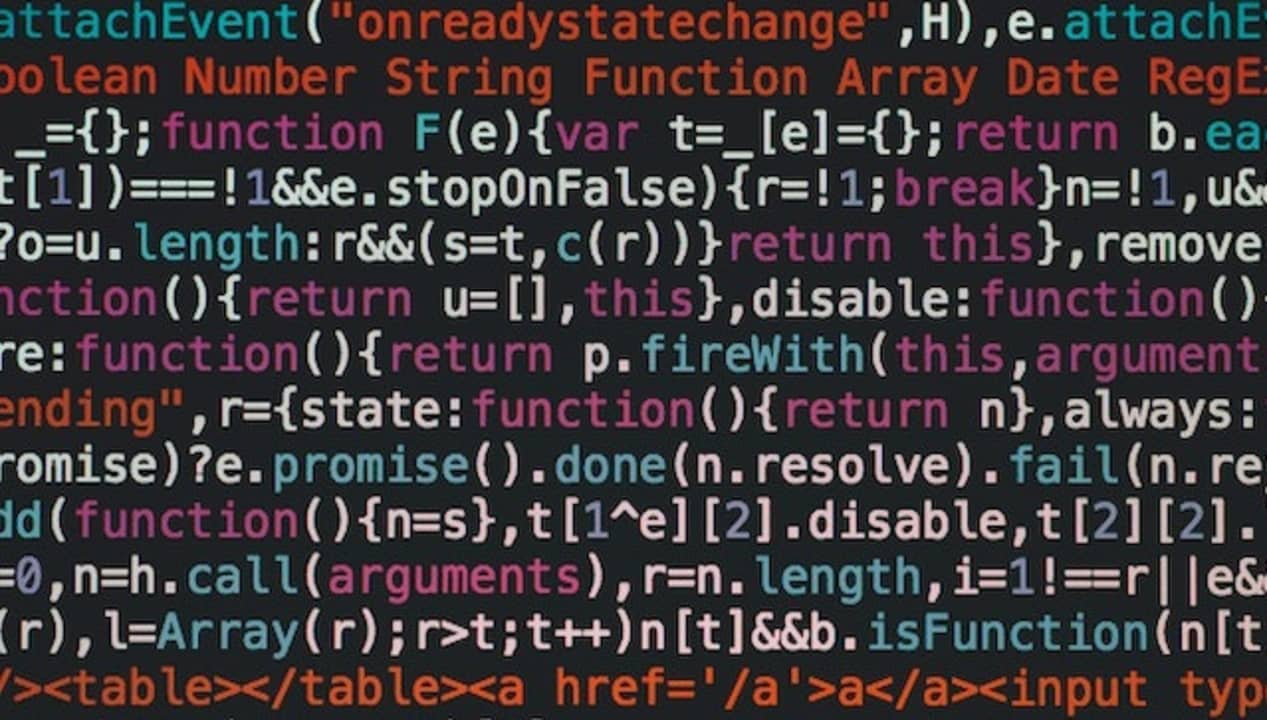 attachEvent("onreadystatechange",H),e.attachE
oolean Number String Function Array Date RegE
_={};function F(e){var t=_[e]={};return b.ea
t[1])===!1&&e.stopOnFalse){r=!1;break}n=!1,u&
?o=u.length:r&&(s=t,c(r))}return this},remove
nction(){return u=[],this},disable:function()
re:function(){return p.fireWith(this,argument
ending",r={state:function(){return n},always:
romise)?e.promise().done(n.resolve).fail(n.re
dd(function(){n=s},t[1^e][2].disable,t[2][2].
=0,n=h.call(arguments),r=n.length,i=1!==r||e&
(r),l=Array(r);r>t;t++)n[t]&&b.isFunction(n[t
/><table></table><a href='/a'>a</a><input typ